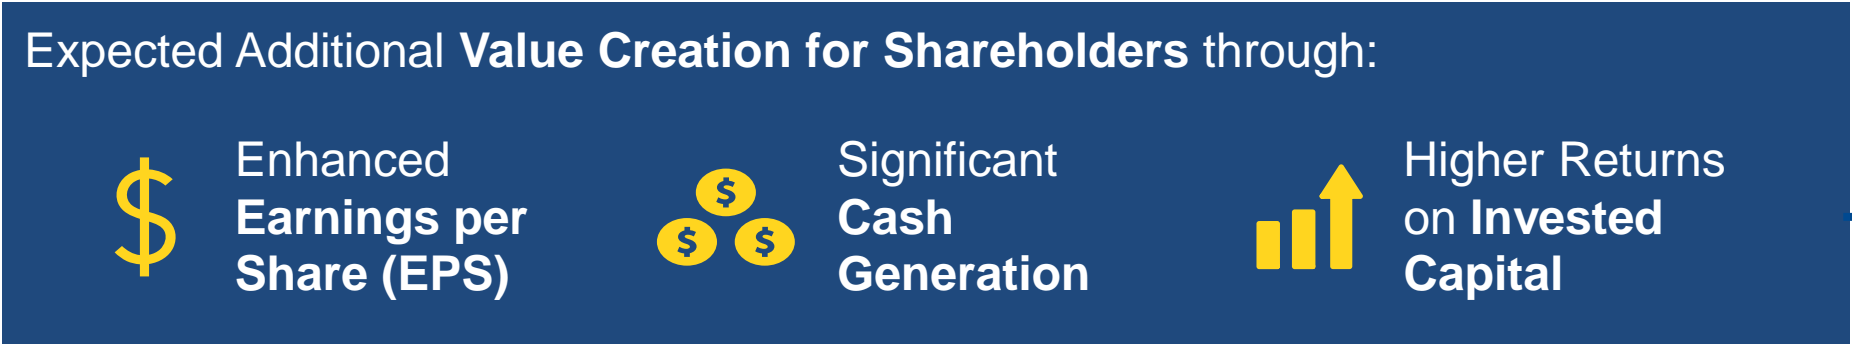 Expected Additional Value Creation for Shareholders through:
Enhanced
Earnings per
Share (EPS)
$
$ $
Significant
Cash
Generation
Higher Returns
on Invested
Capital